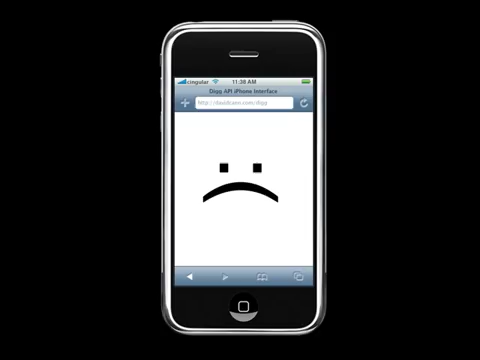 cingular 11:38 AM
Digg API iPhone Interface
http://davidcann.com/digg